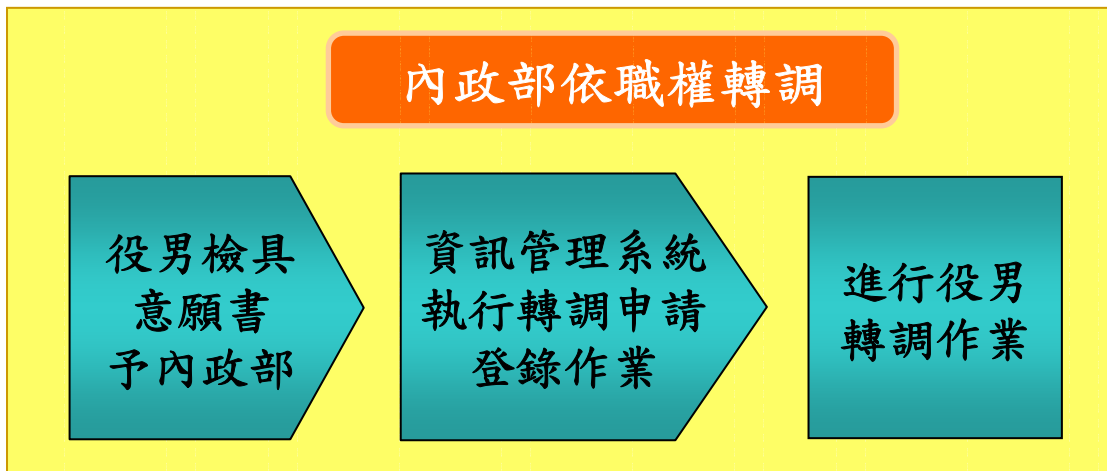 內政部依職權轉調
役男檢具
意願書
予內政部
資訊管理系統
執行轉調申請
登錄作業
進行役男
轉調作業